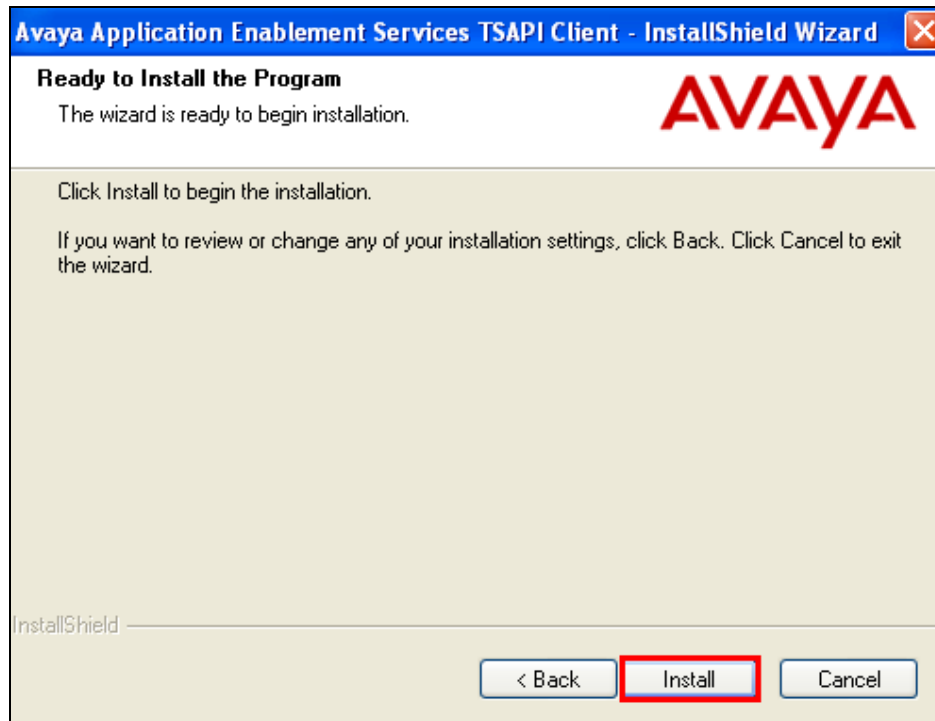 Avaya Application Enablement Services TSAPI Client - InstallShield Wizard
Ready to Install the Program
The wizard is ready to begin installation.
AVAYA
Click Install to begin the installation.
If you want to review or change any of your installation settings, click Back. Click Cancel to exit
the wizard.
InstallShield
< Back Install Cancel